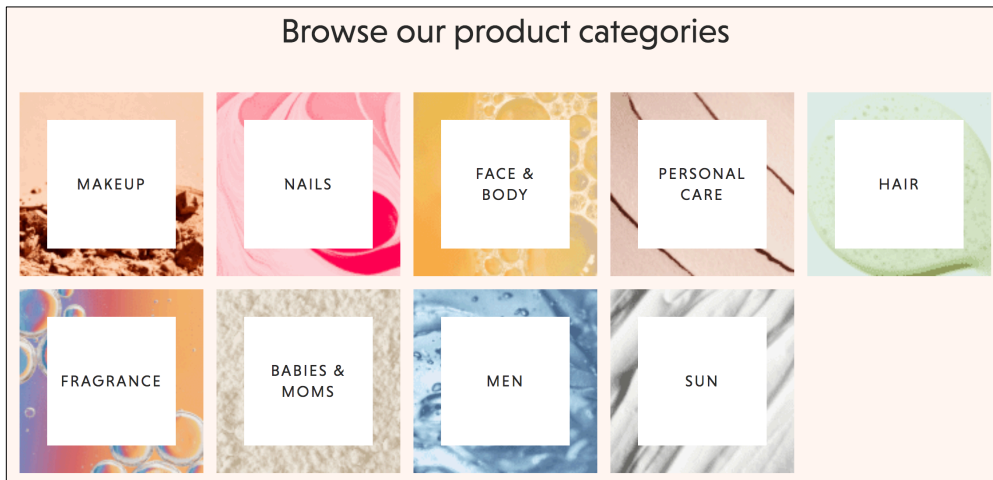 Browse our product categories
MAKEUP
NAILS
FACE &
BODY
PERSONAL
CARE
HAIR
FRAGRANCE
BABIES &
MOMS
MEN
SUN